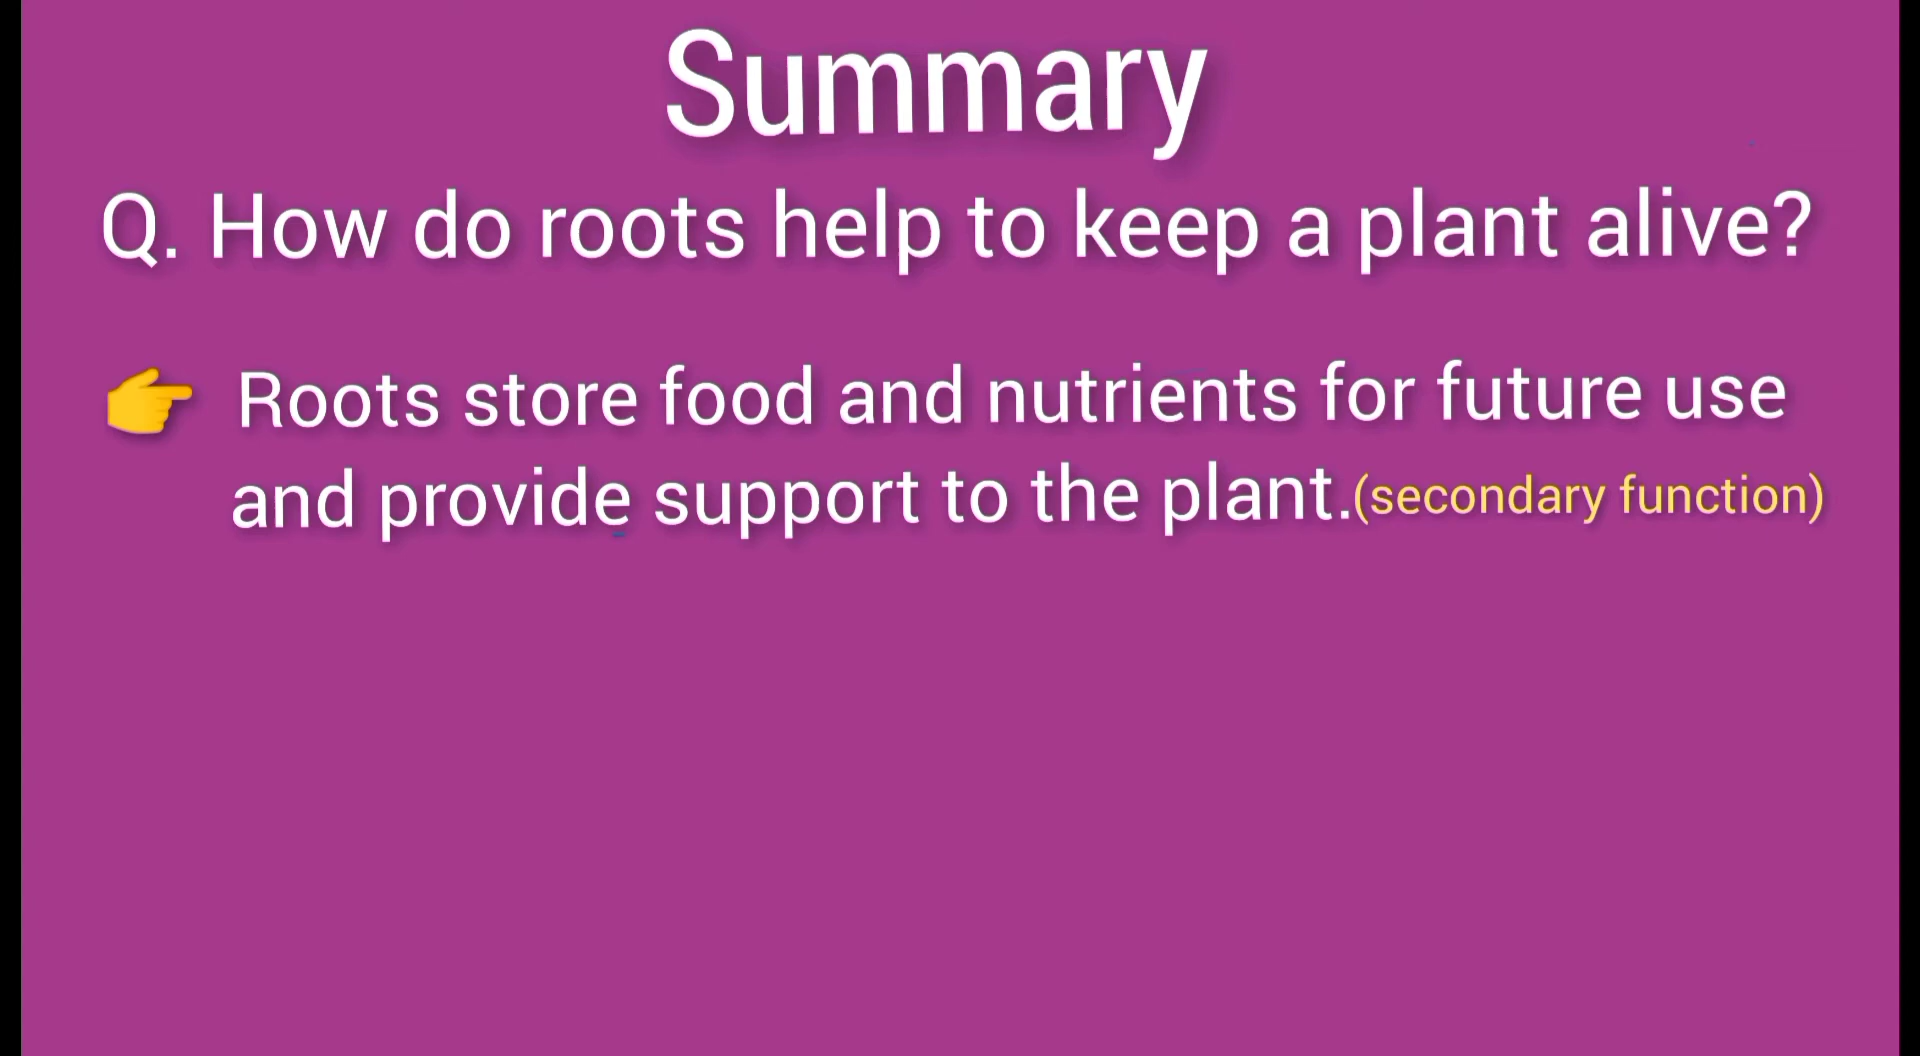 Summary
Q. How do roots help to keep a plant alive?
👉 Roots store food and nutrients for future use
and provide support to the plant.(secondary function)